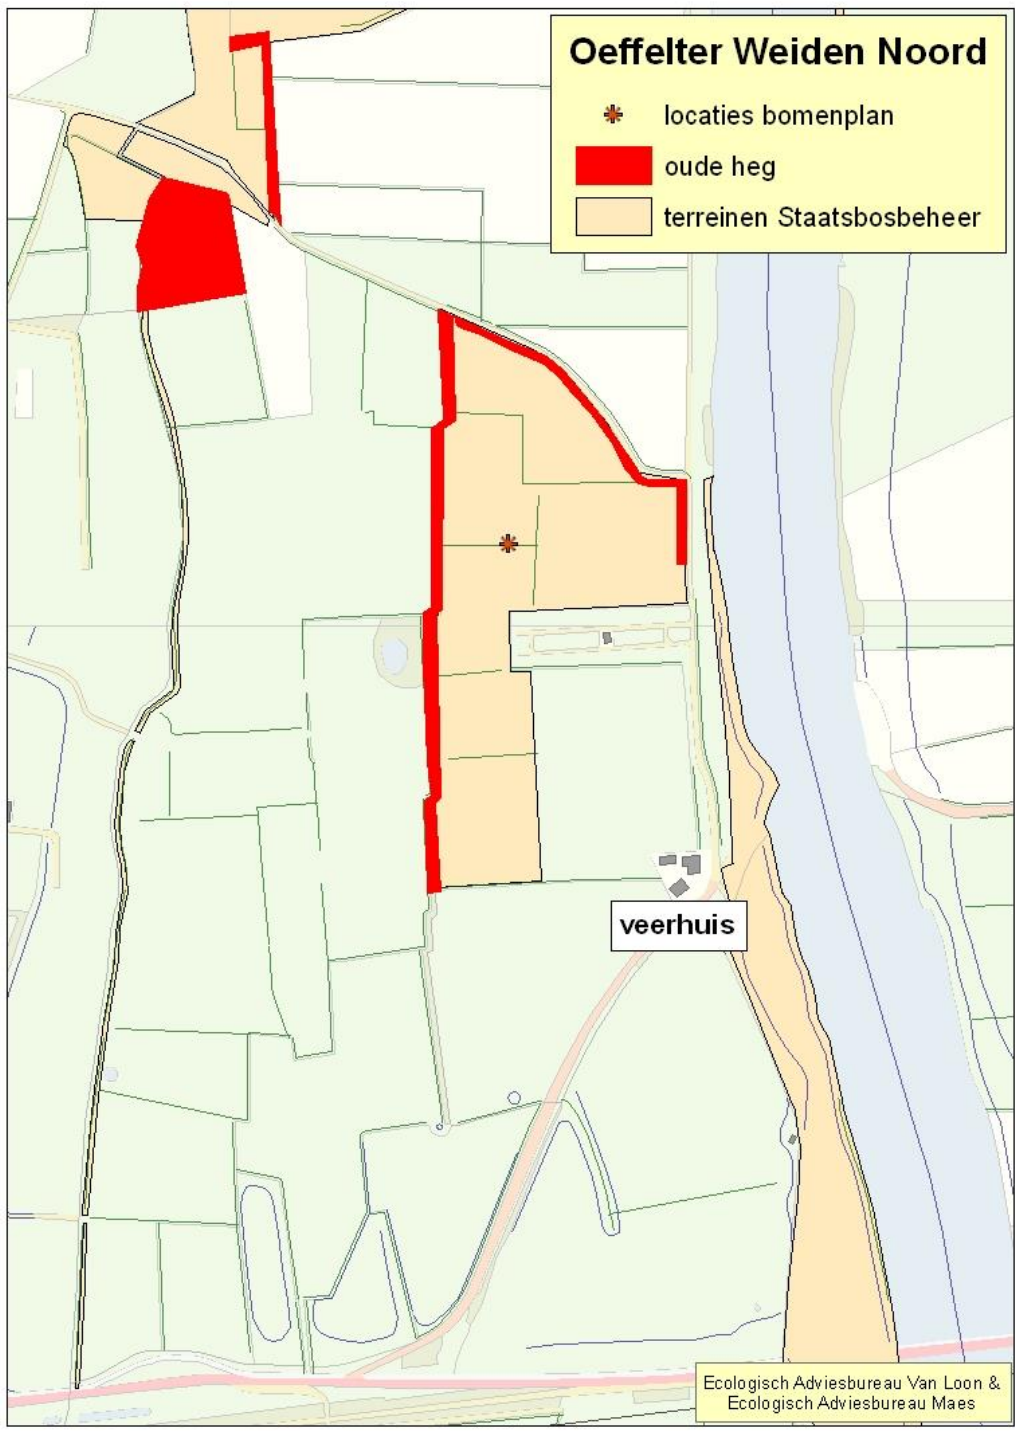 Oeffelter Weiden Noord
locaties bomenplan
oude heg
terreinen Staatsbosbeheer
veerhuis
Ecologisch Adviesbureau Van Loon &
Ecologisch Adviesbureau Maes